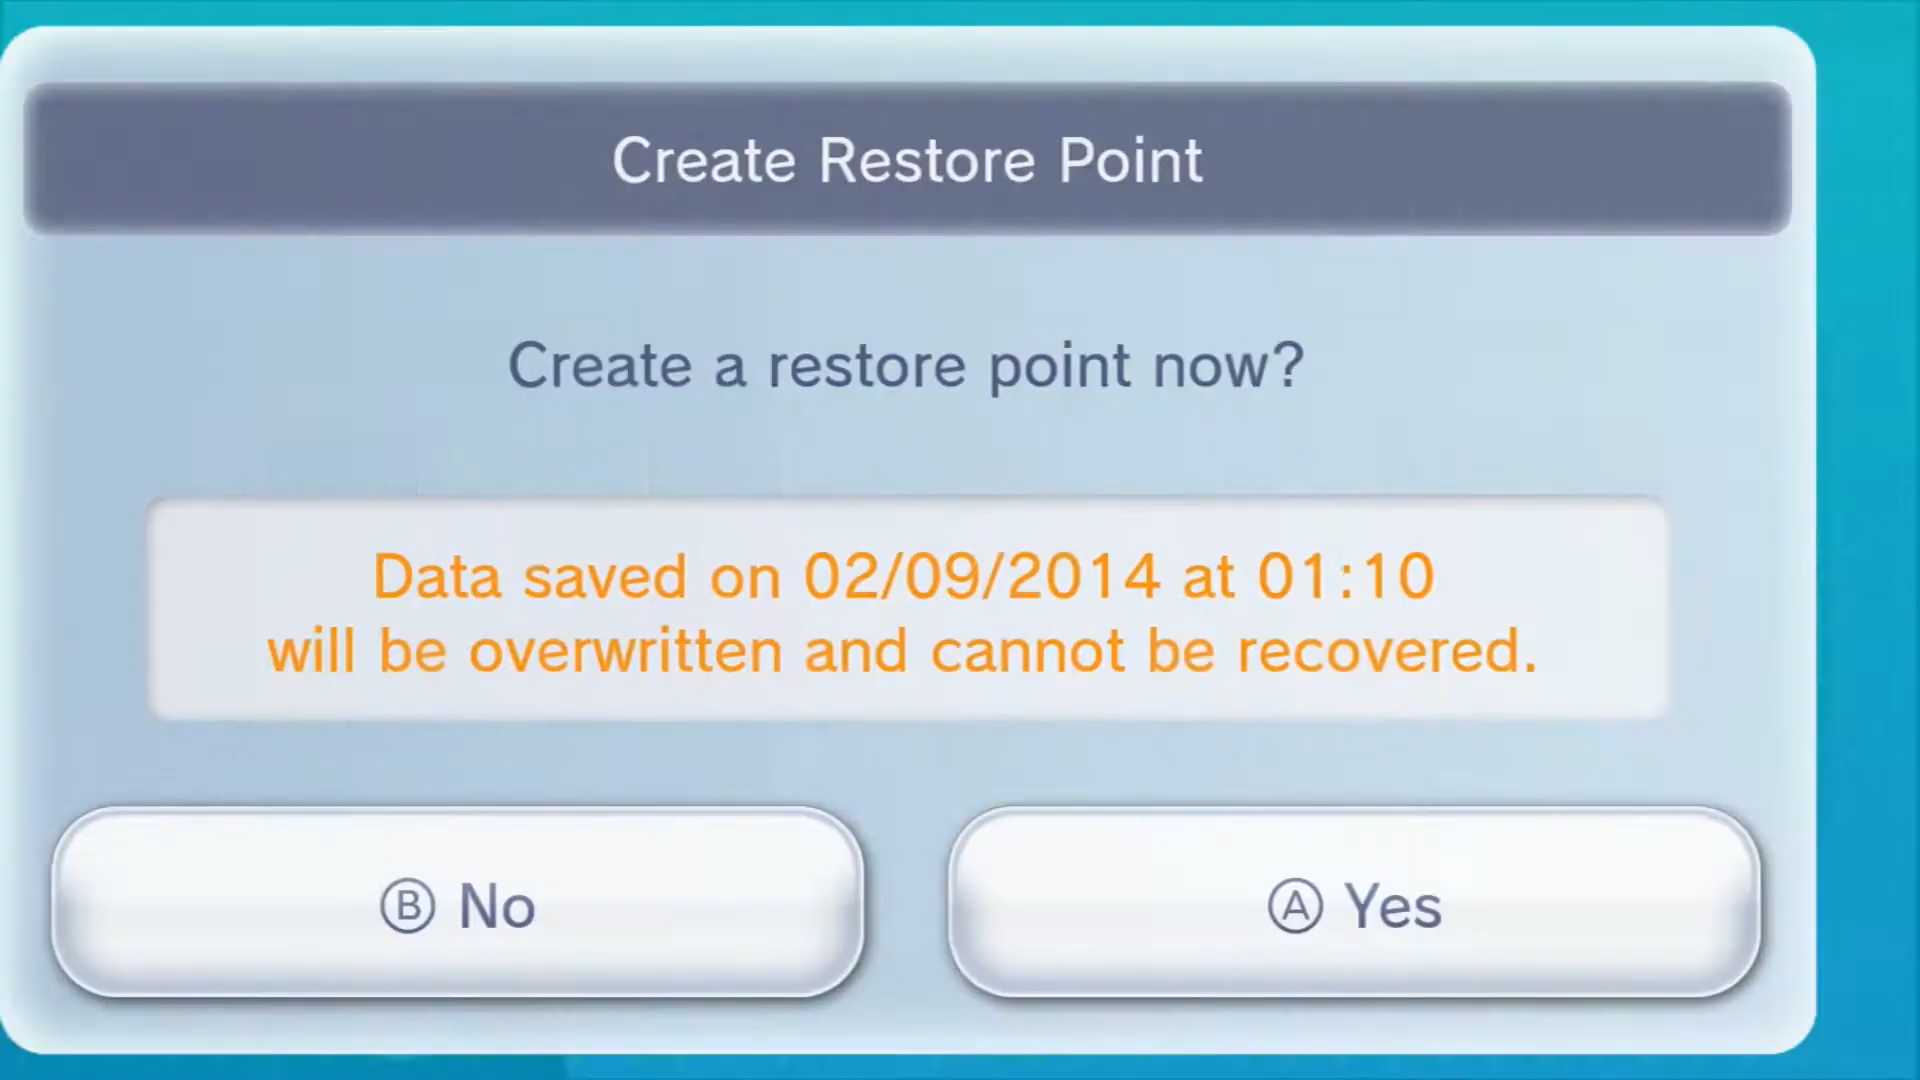 Create Restore Point
Create a restore point now?
Data saved on 02/09/2014 at 01:10
will be overwritten and cannot be recovered.
Ⓑ No
Ⓐ Yes